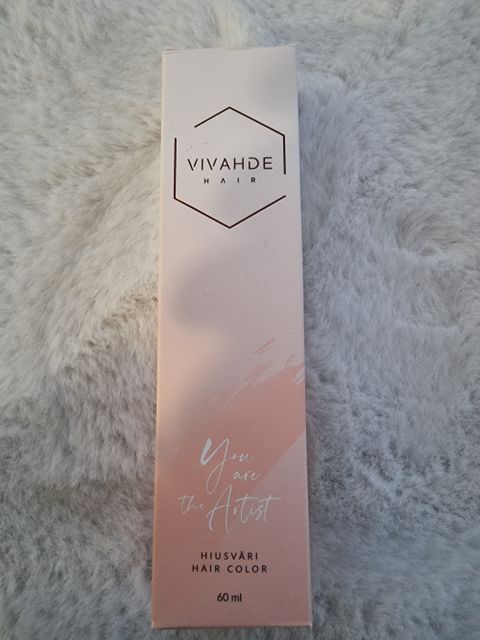 VIVAHDE
HAIR
You
are
the Artist
HIUSVÄRI
HAIR COLOR
60 ml